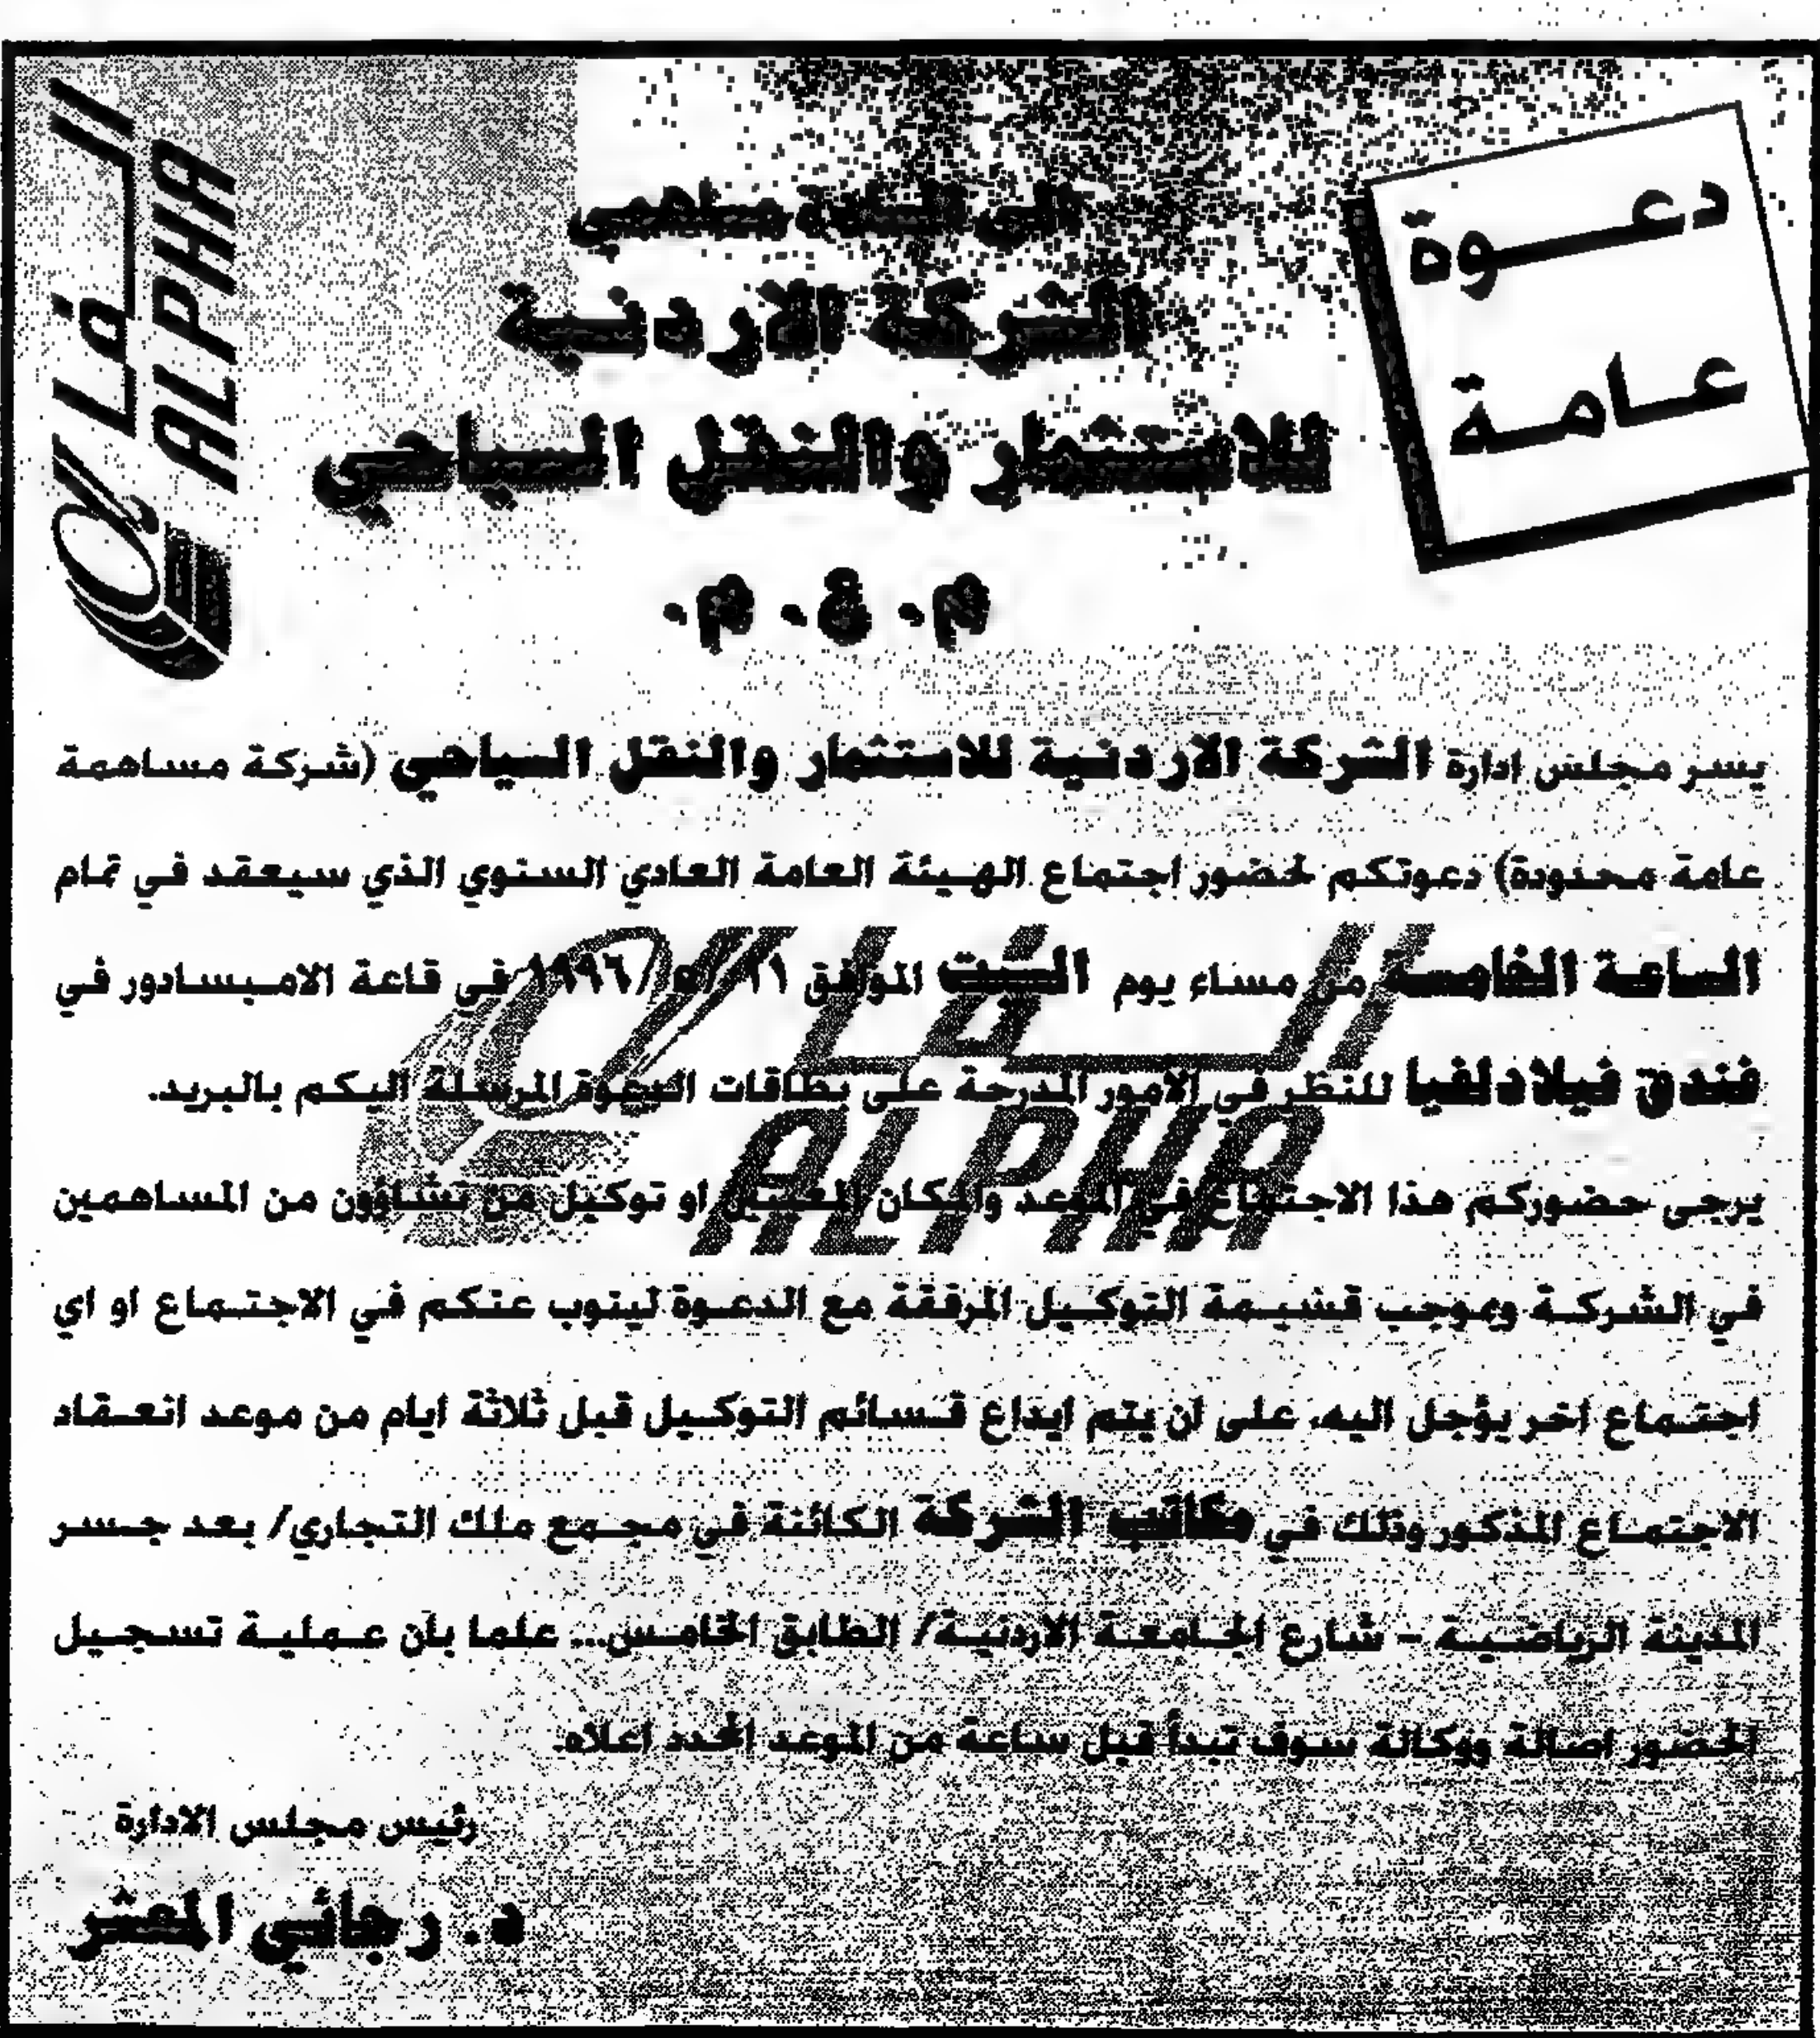 دعوة
عامة
الى السادة مساهمي
الشركة الاردنية
للاستثمار والنقل السياحي
م. ع. م.
الفا
ALPHA
يسر مجلس ادارة الشركة الاردنية للاستثمار والنقل السياحي (شركة مساهمة
عامة محدودة) دعوتكم لحضور اجتماع الهيئة العامة العادي السنوي الذي سيعقد في تمام
الساعة الخامسة من مساء يوم السبت الموافق في قاعة الامبسادور في
فندق فيلادلفيا للنظر في الامور المدرجة على بطاقات الدعوة المرسلة اليكم بالبريد.
يرجى حضوركم هذا الاجتماع في الموعد والمكان المعينين او توكيل من تشاؤون من المساهمين
في الشركة وبموجب قسيمة التوكيل المرفقة مع الدعوة لينوب عنكم في الاجتماع او اي
اجتماع اخر يؤجل اليه، على ان يتم ايداع قسائم التوكيل قبل ثلاثة ايام من موعد انعقاد
الاجتماع المذكور وذلك في مكاتب الشركة الكائنة في مجمع ملك التجاري/ بعد جسر
المدينة الرياضية - شارع الجامعة الاردنية/ الطابق الخامس... علما بأن عملية تسجيل
الحضور اصالة ووكالة سوف تبدأ قبل ساعة من الموعد المحدد اعلاه.
رئيس مجلس الادارة
د. رجائي المعشر
الفا
ALPHA